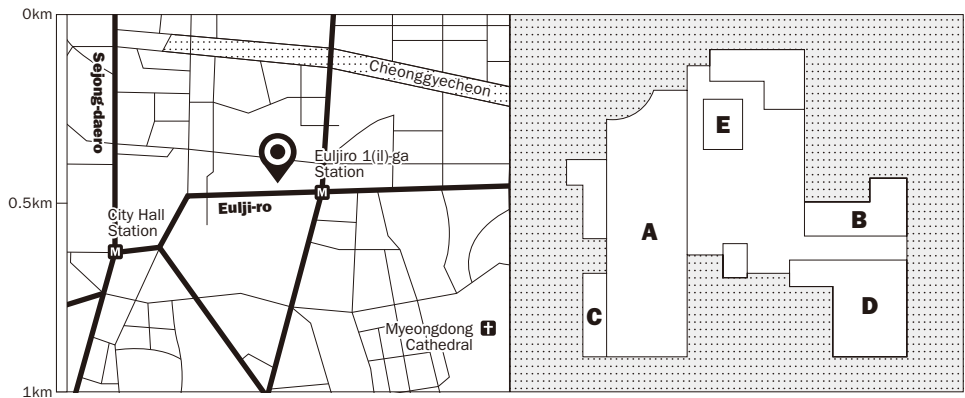 0km
0.5km
1km
Sejong-daero
Cheonggyecheon
Euljiro 1(il)-ga
Station
M
Eulji-ro
City Hall
Station
M
Myeongdong
Cathedral
A
B
C
D
E